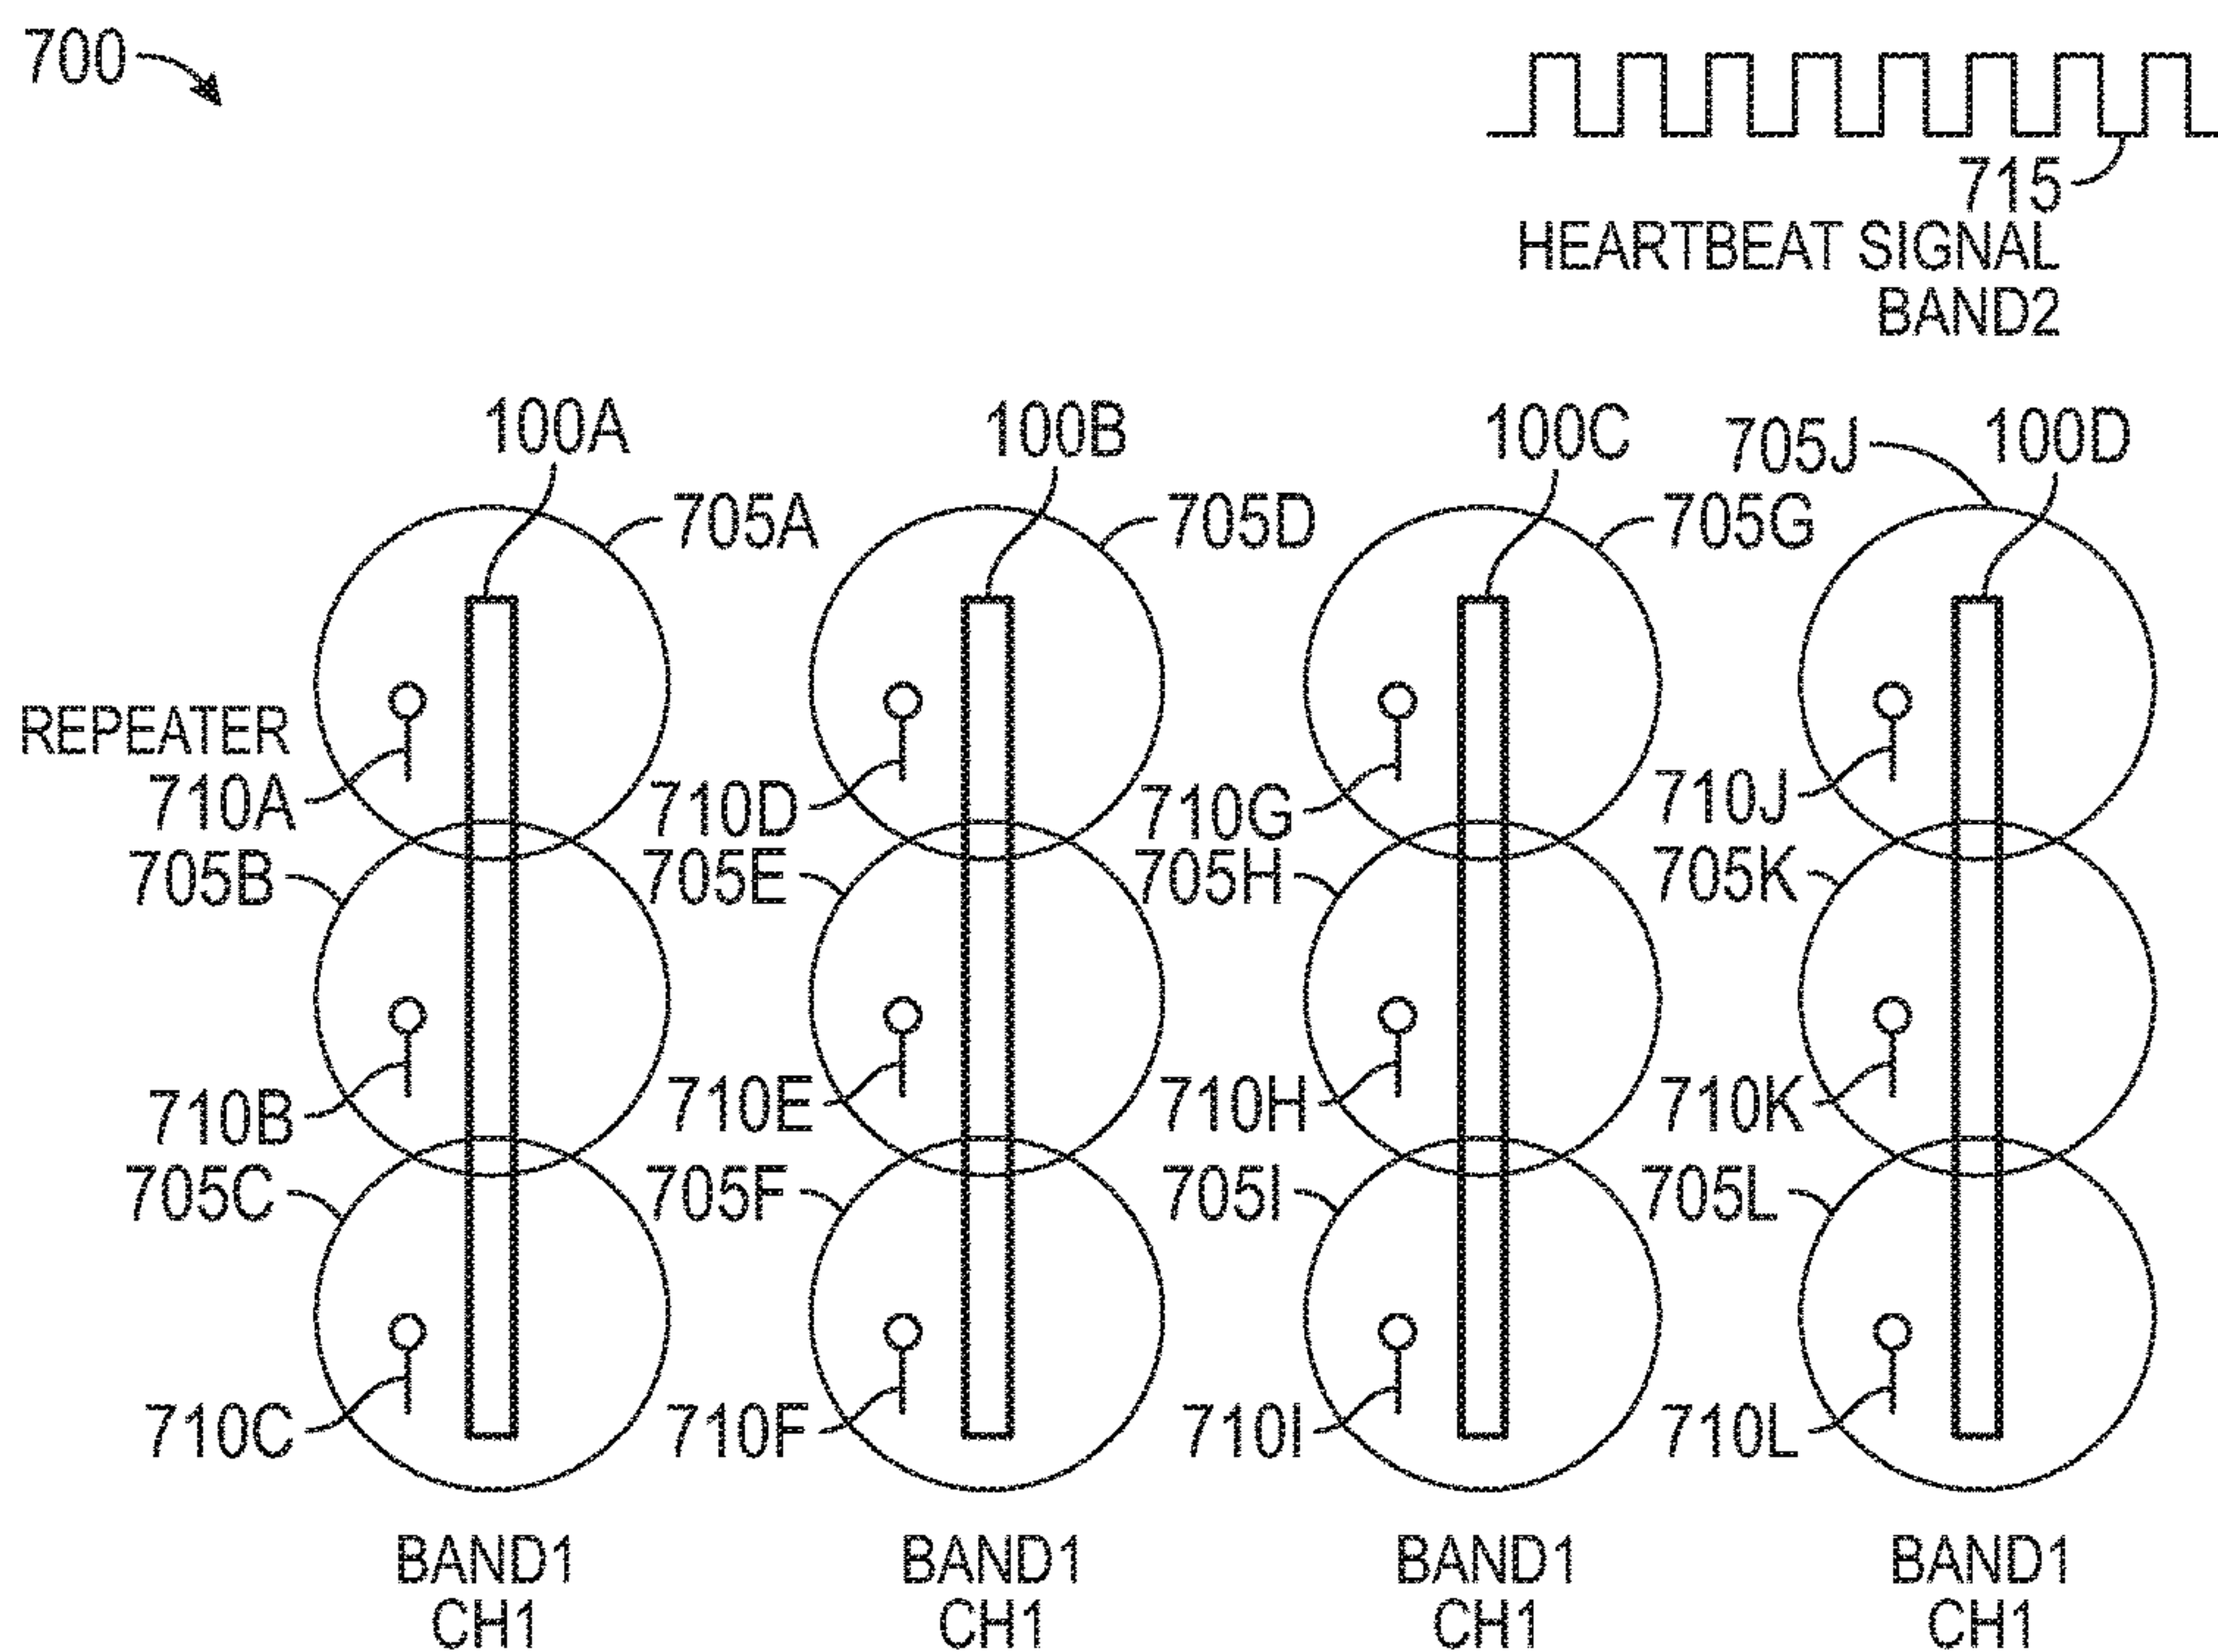 700
715
HEARTBEAT SIGNAL
BAND2
100A
100B
100C
705J
100D
705A
705D
705G
REPEATER
710A
710D
710G
710J
705B
705E
705H
705K
710B
710E
710H
710K
705C
705F
705I
705L
710C
710F
710I
710L
BAND1
CH1
BAND1
CH1
BAND1
CH1
BAND1
CH1